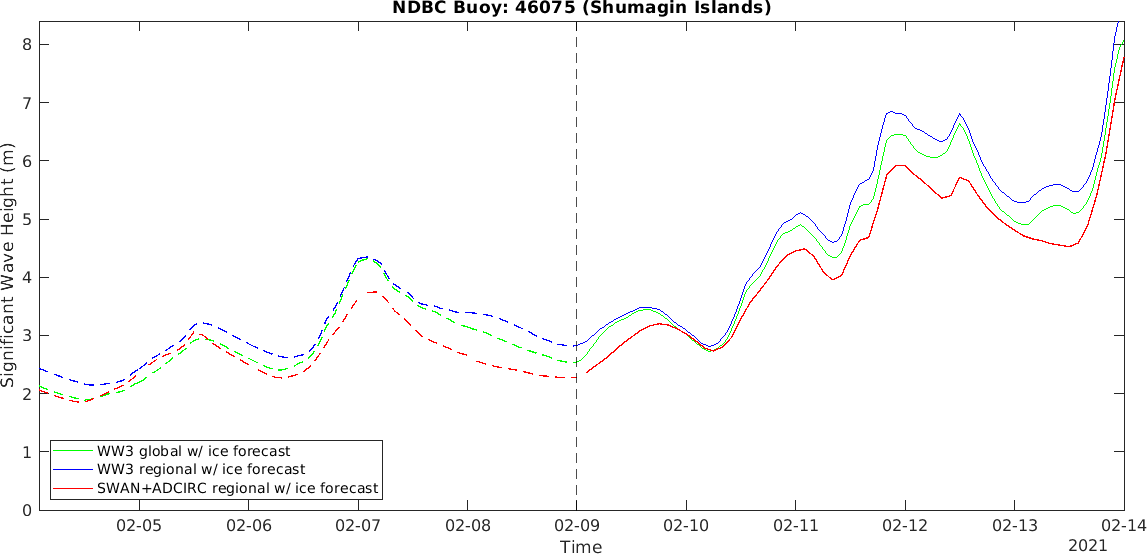 NDBC Buoy: 46075 (Shumagin Islands)
Significant Wave Height (m)
8
7
6
5
4
3
2
1
0
WW3 global w/ ice forecast
WW3 regional w/ ice forecast
SWAN+ADCIRC regional w/ ice forecast
02-05 02-06 02-07 02-08 02-09 02-10 02-11 02-12 02-13 02-14
Time
2021